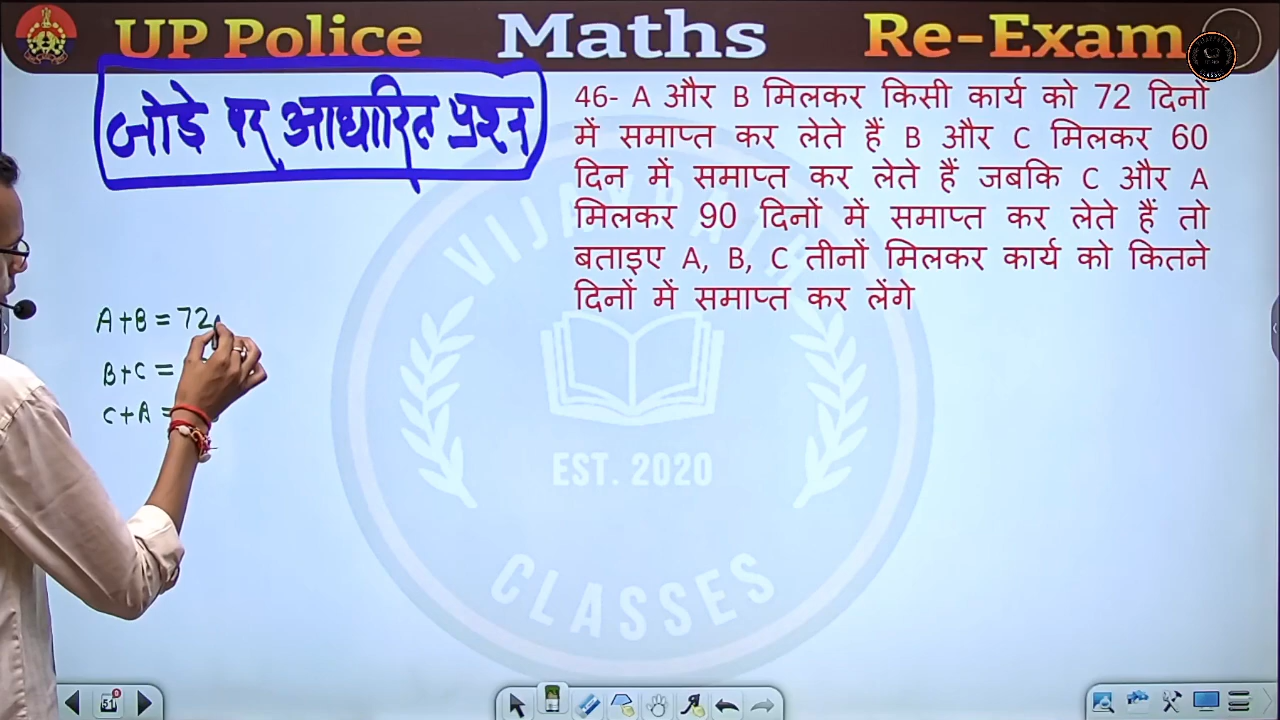 UP Police Maths Re-Exam
जोड़े पर आधारित प्रश्न
46- A और B मिलकर किसी कार्य को 72 दिनों
में समाप्त कर लेते हैं B और C मिलकर 60
दिन में समाप्त कर लेते हैं जबकि C और A
मिलकर 90 दिनों में समाप्त कर लेते हैं तो
बताइए A, B, C तीनों मिलकर कार्य को कितने
दिनों में समाप्त कर लेंगे
A+B = 72
B+C =
C+A =
VIJAYPATH
EST. 2020
CLASSES